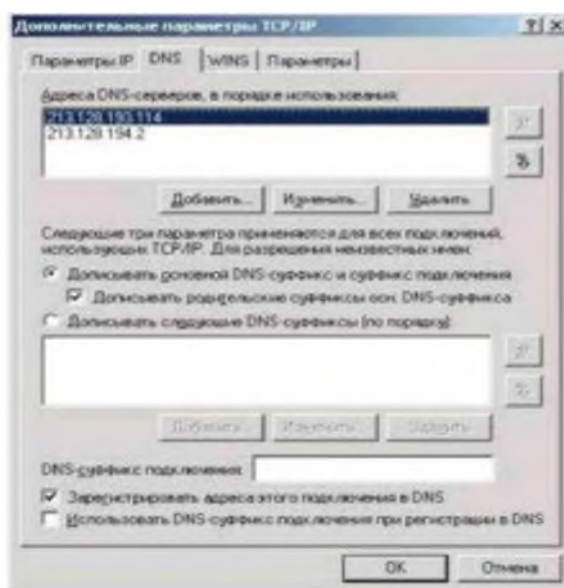 Дополнительные параметры TCP/IP
Параметры IP DNS WINS Параметры
Адреса DNS-серверов, в порядке использования:
213.128.193.114
213.128.194.2
Добавить... Изменить... Удалить
Следующие три параметра применяются для всех подключений,
использующих TCP/IP. Для разрешения неизвестных имен:
Дописывать основной DNS-суффикс и суффикс подключения
Дописывать родительские суффиксы осн. DNS-суффикса
Дописывать следующие DNS-суффиксы (по порядку):
Добавить... Изменить... Удалить
DNS-суффикс подключения:
Зарегистрировать адреса этого подключения в DNS
Использовать DNS-суффикс подключения при регистрации в DNS
OK Отмена